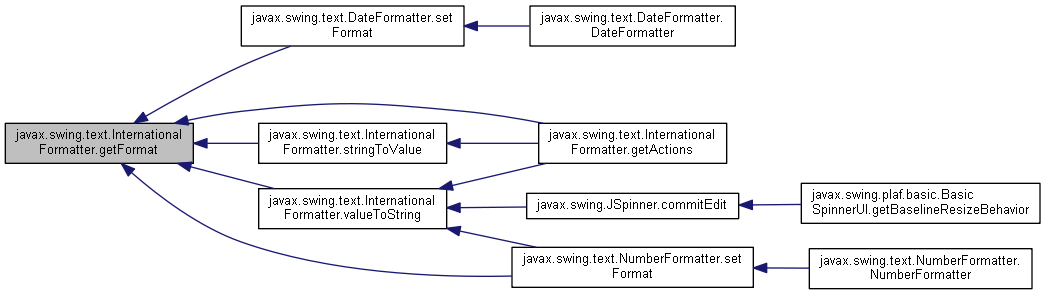 javax.swing.text.DateFormatter.set
Format
javax.swing.text.DateFormatter.
DateFormatter
javax.swing.text.International
Formatter.getFormat
javax.swing.text.International
Formatter.stringToValue
javax.swing.text.International
Formatter.getActions
javax.swing.text.International
Formatter.valueToString
javax.swing.JSpinner.commitEdit
javax.swing.plaf.basic.Basic
SpinnerUI.getBaselineResizeBehavior
javax.swing.text.NumberFormatter.set
Format
javax.swing.text.NumberFormatter.
NumberFormatter